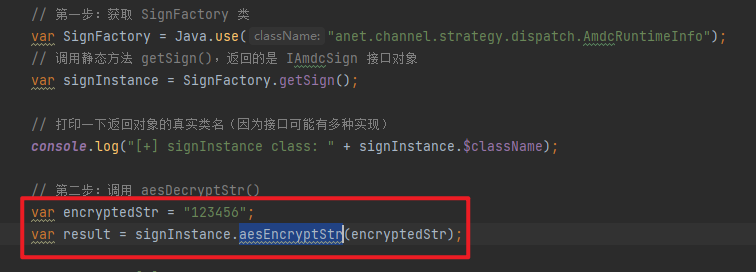 // 第一步：获取 SignFactory 类
var SignFactory = Java.use( className: "anet.channel.strategy.dispatch.AmdcRuntimeInfo");
// 调用静态方法 getSign()，返回的是 IAmdcSign 接口对象
var signInstance = SignFactory.getSign();
// 打印一下返回对象的真实类名（因为接口可能有多种实现）
console.log("[+] signInstance class: " + signInstance.$className);
// 第二步：调用 aesDecryptStr()
var encryptedStr = "123456";
var result = signInstance.aesEncryptStr(encryptedStr);